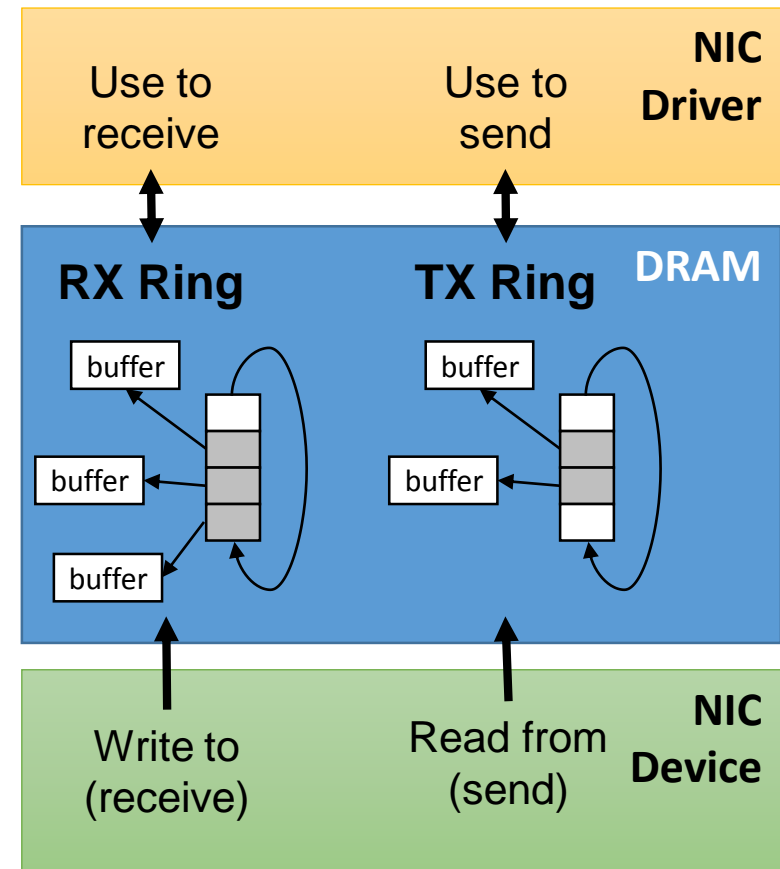 NIC
Driver
Use to
receive
Use to
send
DRAM
RX Ring
TX Ring
buffer
buffer
buffer
buffer
buffer
NIC
Device
Write to
(receive)
Read from
(send)